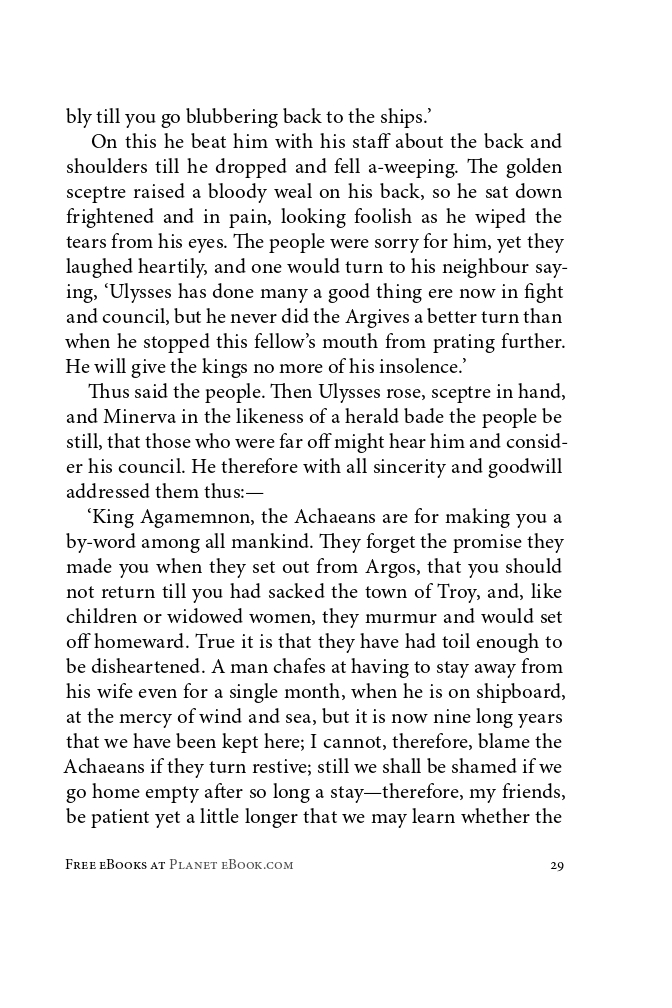 bly till you go blubbering back to the ships.’
On this he beat him with his staff about the back and
shoulders till he dropped and fell a-weeping. The golden
sceptre raised a bloody weal on his back, so he sat down
frightened and in pain, looking foolish as he wiped the
tears from his eyes. The people were sorry for him, yet they
laughed heartily, and one would turn to his neighbour say-
ing, ‘Ulysses has done many a good thing ere now in fight
and council, but he never did the Argives a better turn than
when he stopped this fellow’s mouth from prating further.
He will give the kings no more of his insolence.’
Thus said the people. Then Ulysses rose, sceptre in hand,
and Minerva in the likeness of a herald bade the people be
still, that those who were far off might hear him and consid-
er his council. He therefore with all sincerity and goodwill
addressed them thus:—
‘King Agamemnon, the Achaeans are for making you a
by-word among all mankind. They forget the promise they
made you when they set out from Argos, that you should
not return till you had sacked the town of Troy, and, like
children or widowed women, they murmur and would set
off homeward. True it is that they have had toil enough to
be disheartened. A man chafes at having to stay away from
his wife even for a single month, when he is on shipboard,
at the mercy of wind and sea, but it is now nine long years
that we have been kept here; I cannot, therefore, blame the
Achaeans if they turn restive; still we shall be shamed if we
go home empty after so long a stay—therefore, my friends,
be patient yet a little longer that we may learn whether the
Free eBooks at Planet eBook.com 29